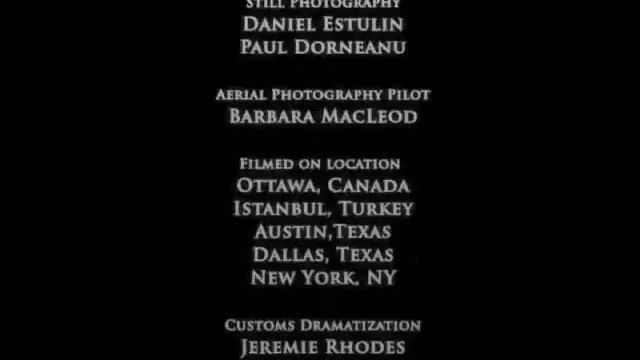 Still Photography
Daniel Estulin
Paul Dorneanu
Aerial Photography Pilot
Barbara MacLeod
Filmed on location
Ottawa, Canada
Istanbul, Turkey
Austin,Texas
Dallas, Texas
New York, NY
Customs Dramatization
Jeremie Rhodes